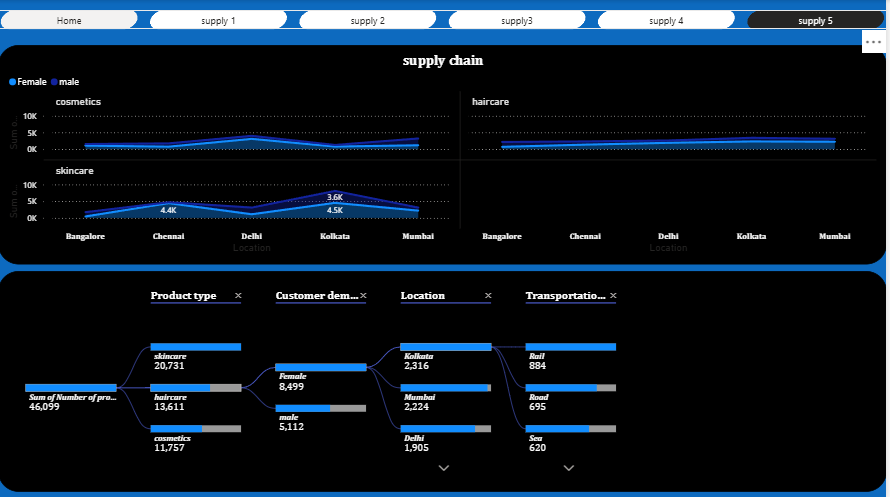 Home supply 1 supply 2 supply3 supply 4 supply 5
supply chain
Female male
cosmetics haircare
10K
5K
0K
Sum o...
skincare
10K
5K
0K
Sum o...
4.4K
3.6K
4.5K
Bangalore Chennai Delhi Kolkata Mumbai Bangalore Chennai Delhi Kolkata Mumbai
Location Location
Product type Customer dem... Location Transportatio...
skincare
20,731
Kolkata
2,316
Rail
884
Female
8,499
Sum of Number of pro...
46,099
haircare
13,611
Mumbai
2,224
Road
695
male
5,112
cosmetics
11,757
Delhi
1,905
Sea
620